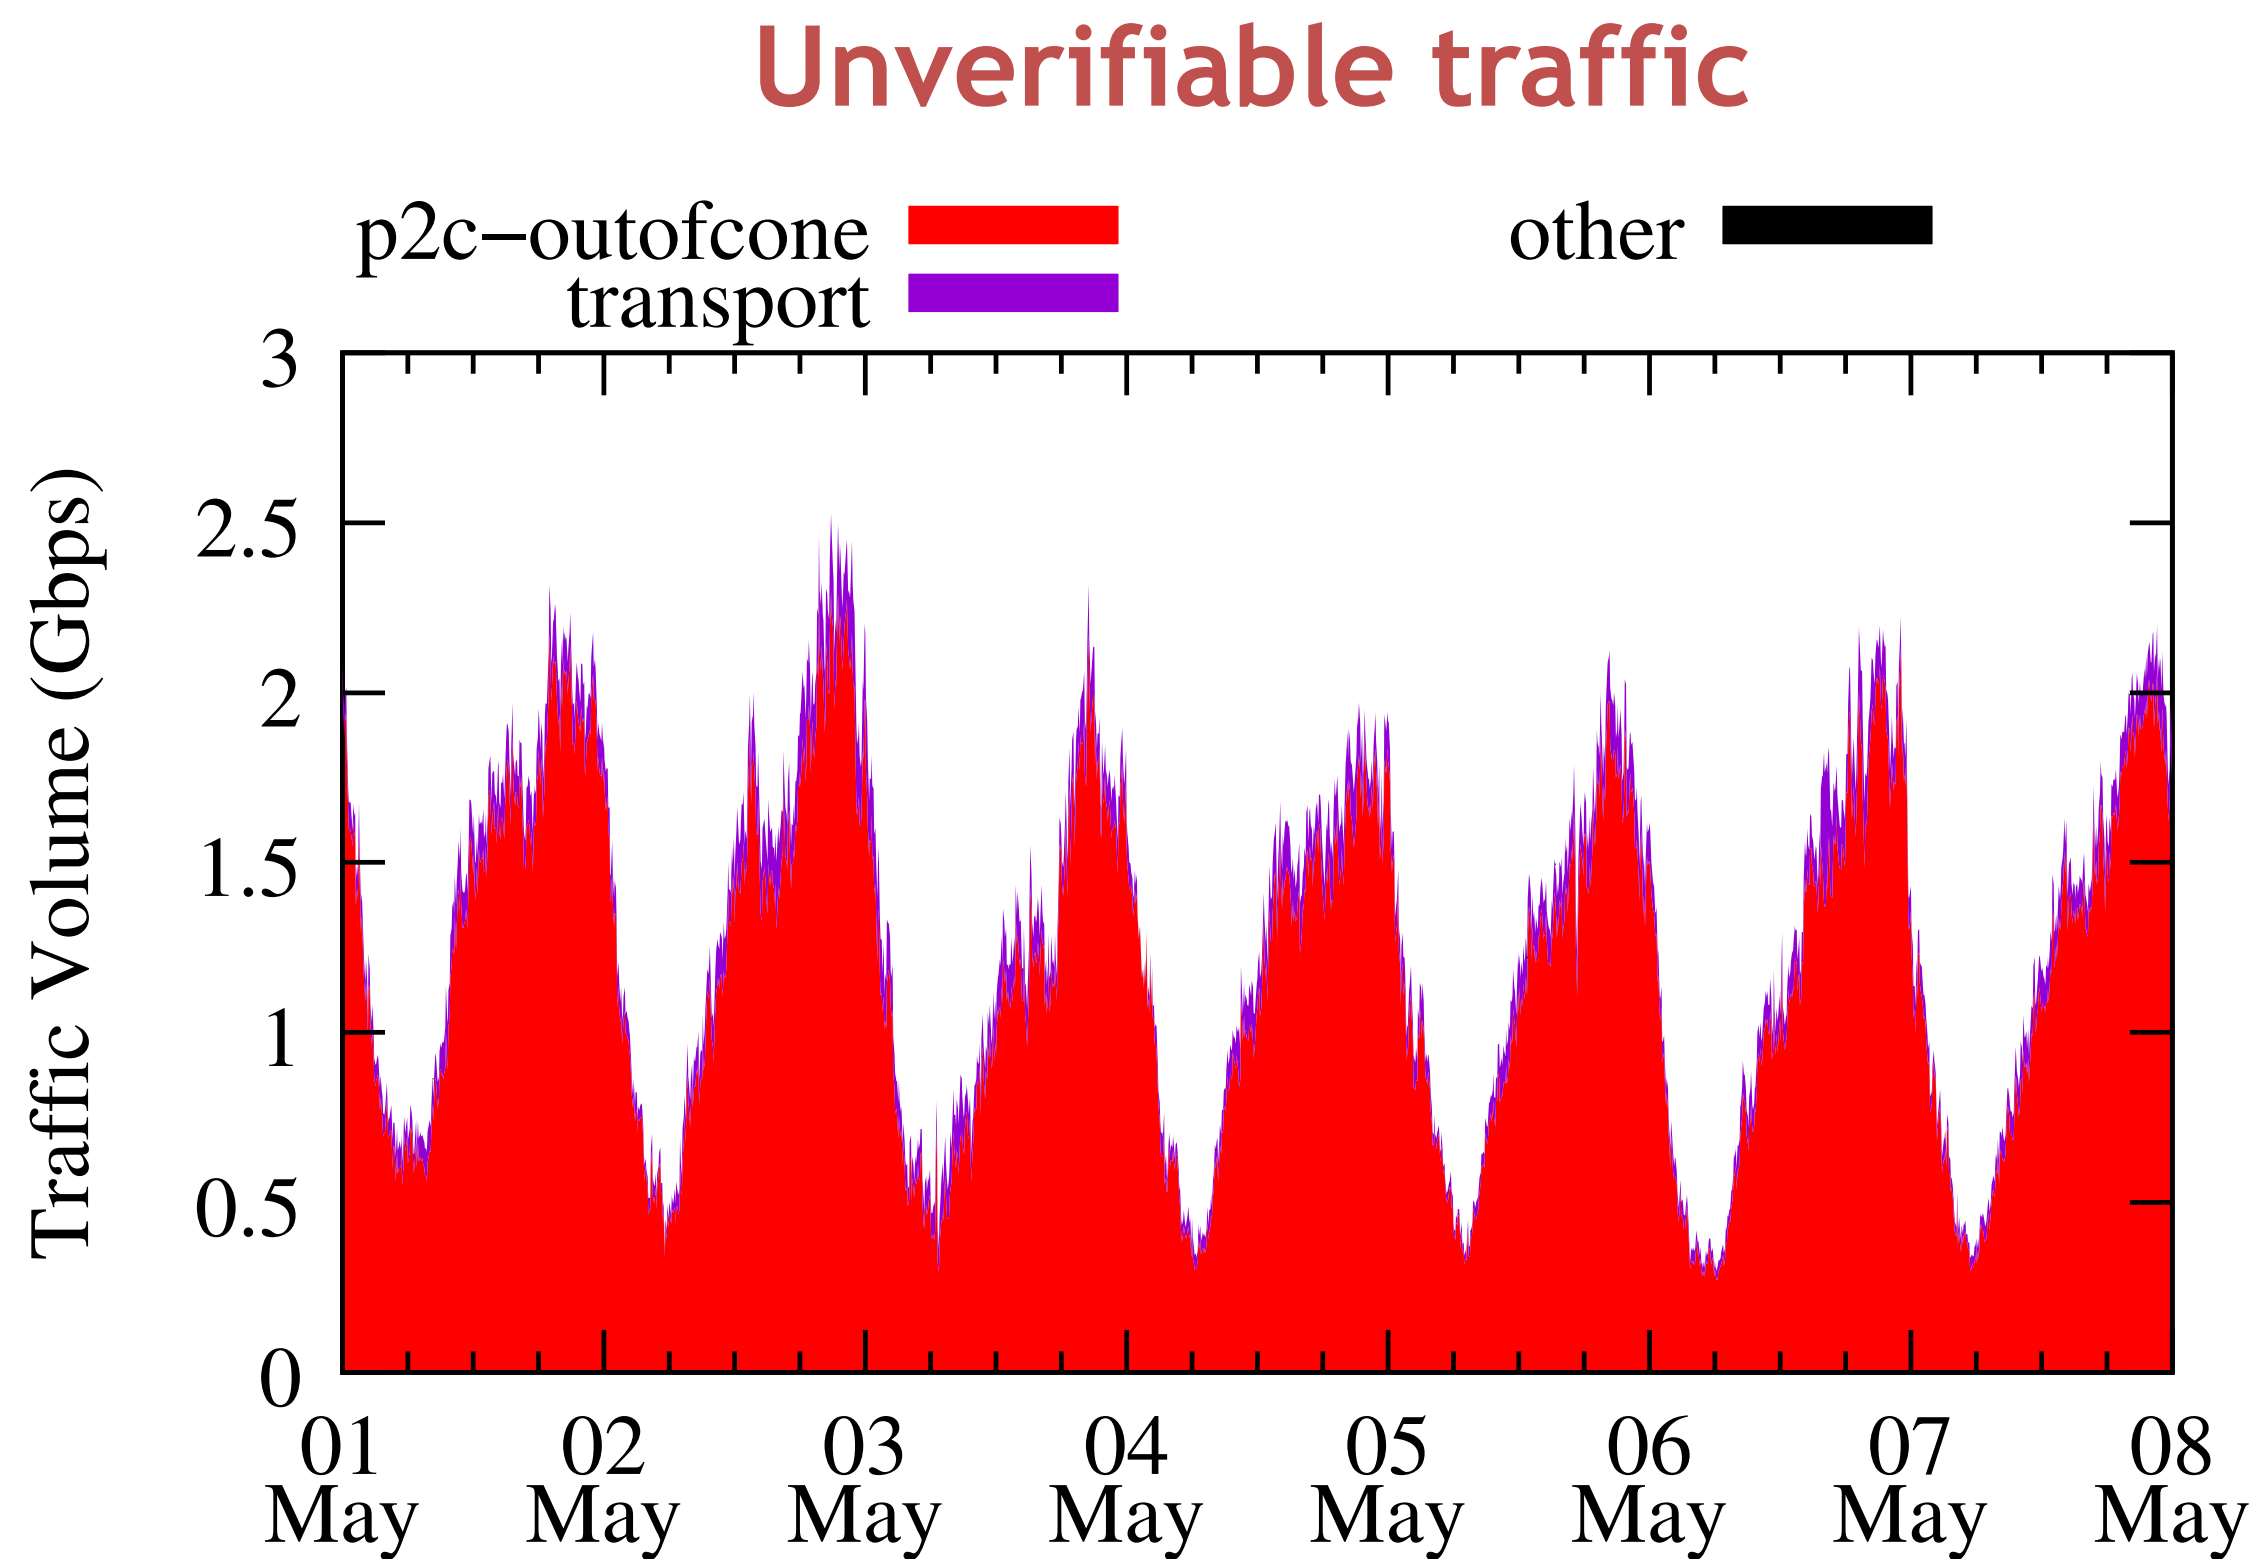 Unverifiable traffic
p2c−outofcone
transport
other
Traffic Volume (Gbps)
3
2.5
2
1.5
1
0.5
0
01 02 03 04 05 06 07 08
May May May May May May May May